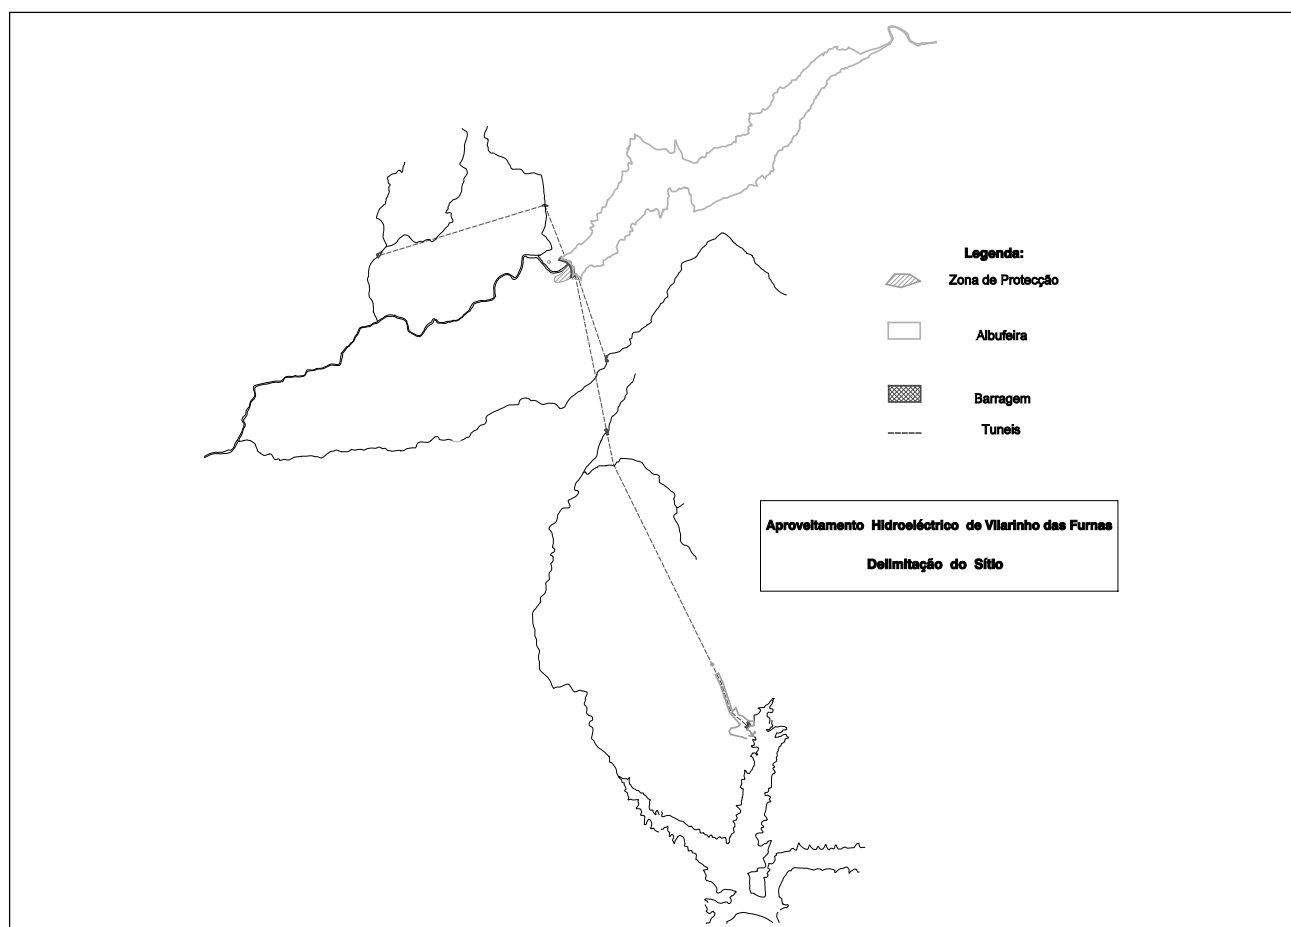 Legenda:
Zona de Protecção
Albufeira
Barragem
Tuneis
Aproveitamento Hidroeléctrico de Vilarinho das Furnas
Delimitação do Sítio